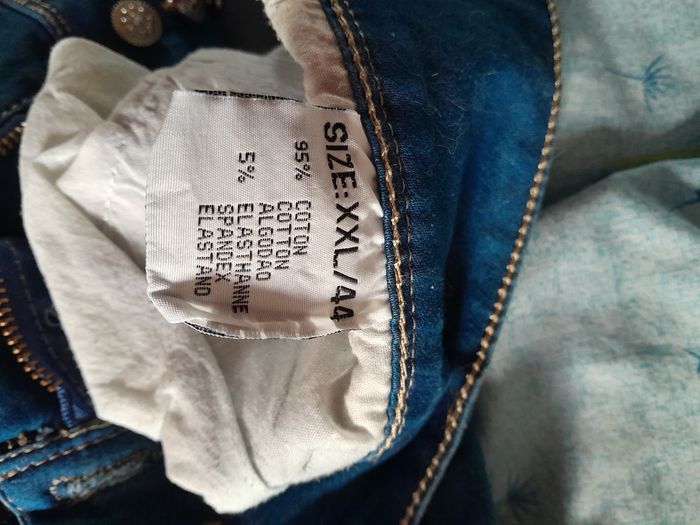 SIZE:XXL/44
95% COTON
COTTON
ALGODAO
5% ELASTHANNE
SPANDEX
ELASTANO